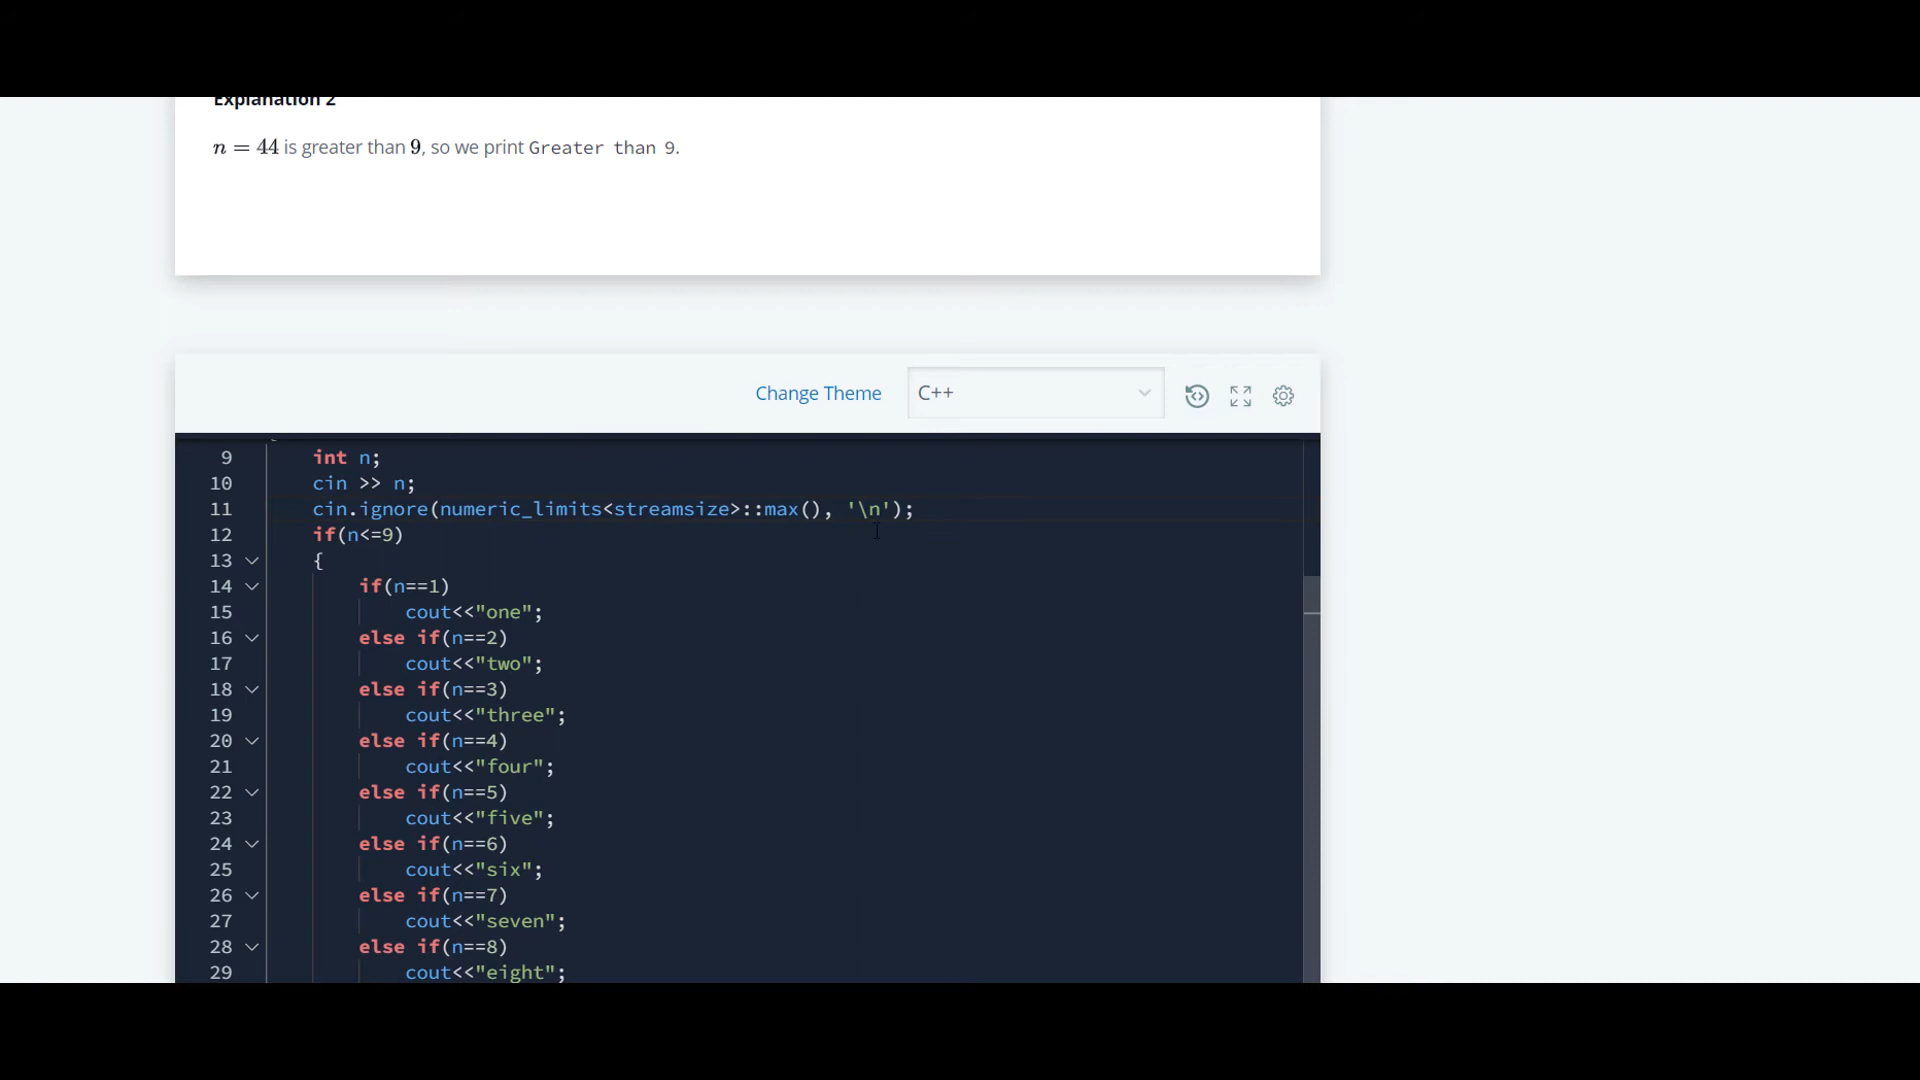 Explanation 2
n = 44 is greater than 9, so we print Greater than 9.
Change Theme
C++
9 int n;
10 cin >> n;
11 cin.ignore(numeric_limits<streamsize>::max(), '\n');
12 if(n<=9)
13 {
14 if(n==1)
15 cout<<"one";
16 else if(n==2)
17 cout<<"two";
18 else if(n==3)
19 cout<<"three";
20 else if(n==4)
21 cout<<"four";
22 else if(n==5)
23 cout<<"five";
24 else if(n==6)
25 cout<<"six";
26 else if(n==7)
27 cout<<"seven";
28 else if(n==8)
29 cout<<"eight";